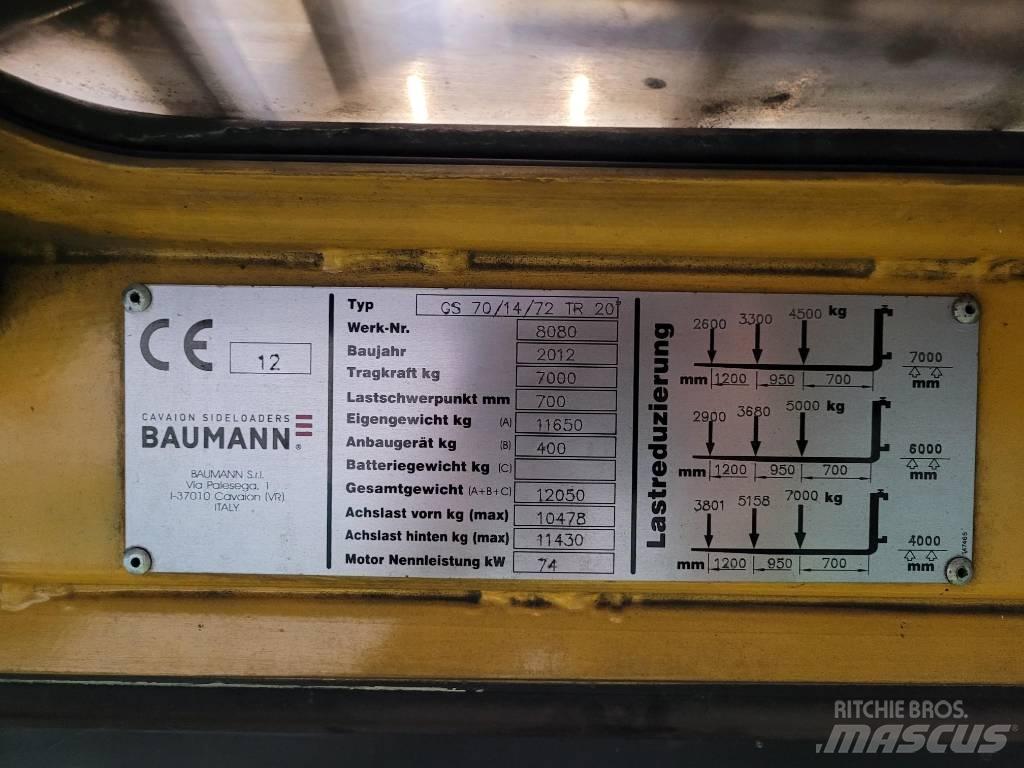 CE 12
CAVAION SIDELOADERS
BAUMANN
BAUMANN S.r.l.
Via Palesega, 1
I-37010 Cavaion (VR)
ITALY
Typ GS 70/14/72 TR 20
Werk-Nr. 8080
Baujahr 2012
Tragkraft kg 7000
Lastschwerpunkt mm 700
Eigengewicht kg (A) 11650
Anbaugerät kg (B) 400
Batteriegewicht kg (C)
Gesamtgewicht (A+B+C) 12050
Achslast vorn kg (max) 10478
Achslast hinten kg (max) 11430
Motor Nennleistung kW 74
Lastreduzierung
2600 3300 4500 kg
7000
mm 1200 950 700 mm
2900 3680 5000 kg
6000
mm 1200 950 700 mm
3801 5158 7000 kg
4000
mm 1200 950 700 mm
RITCHIE BROS.
MASCUS